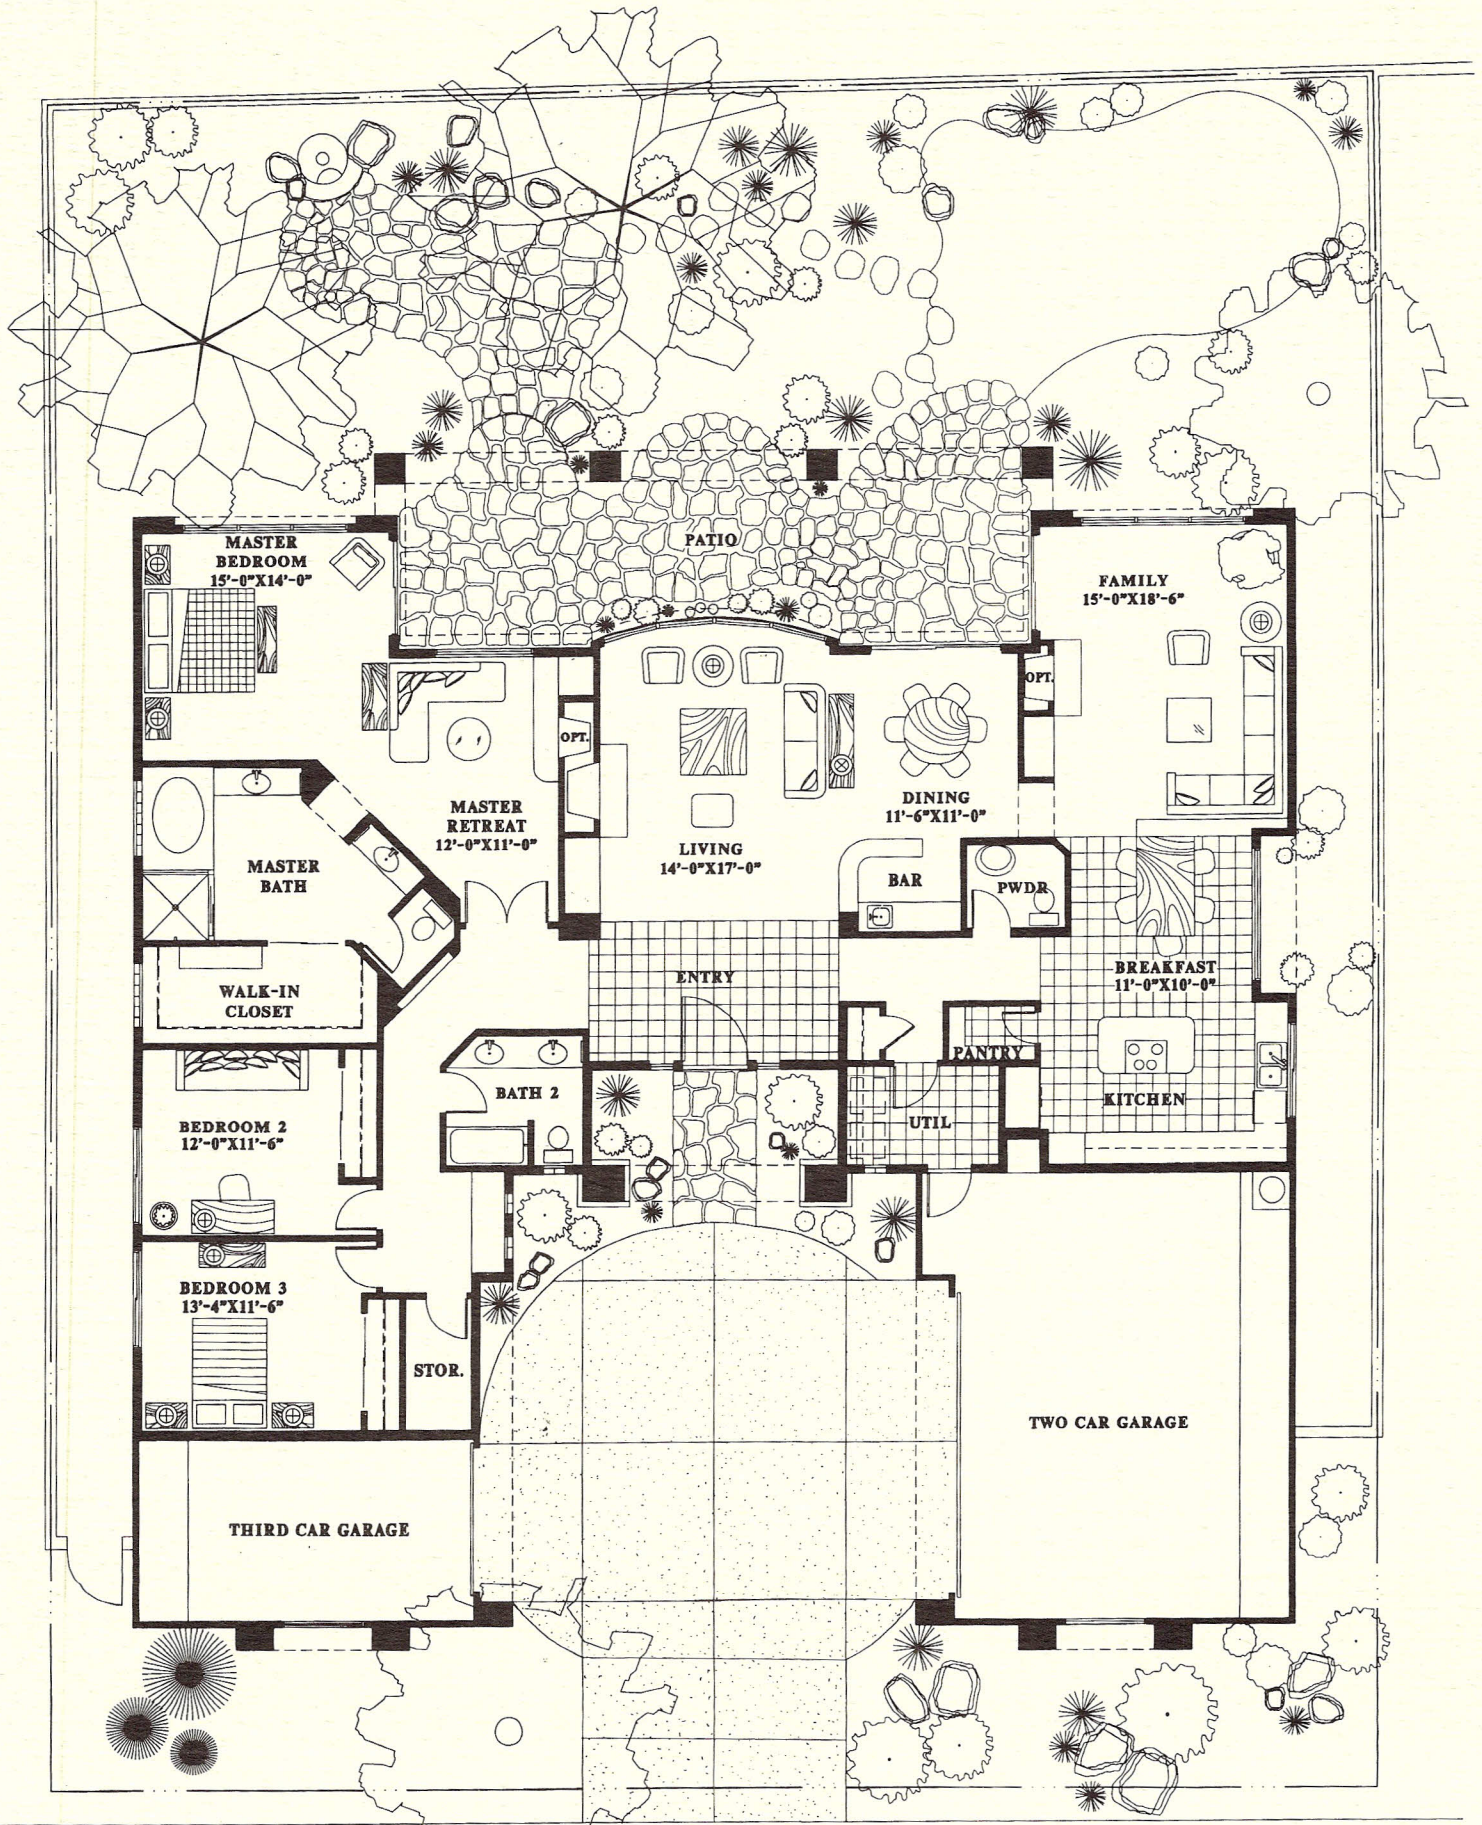 PATIO
MASTER
BEDROOM
15'-0"X14'-0"
FAMILY
15'-0"X18'-6"
OPT.
OPT.
MASTER
RETREAT
12'-0"X11'-0"
DINING
11'-6"X11'-0"
LIVING
14'-0"X17'-0"
MASTER
BATH
BAR
PWDR
ENTRY
BREAKFAST
11'-0"X10'-0"
WALK-IN
CLOSET
PANTRY
BATH 2
KITCHEN
UTIL
BEDROOM 2
12'-0"X11'-6"
BEDROOM 3
13'-4"X11'-6"
STOR.
TWO CAR GARAGE
THIRD CAR GARAGE